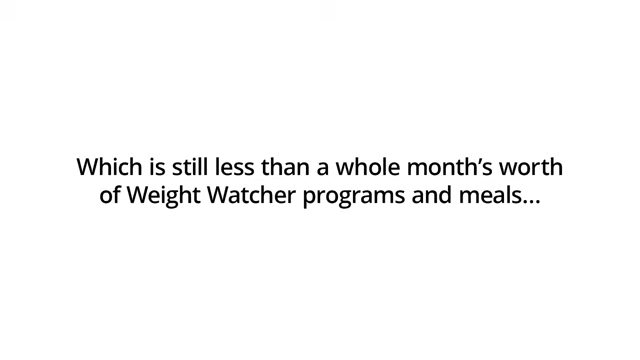 Which is still less than a whole month’s worth
of Weight Watcher programs and meals...